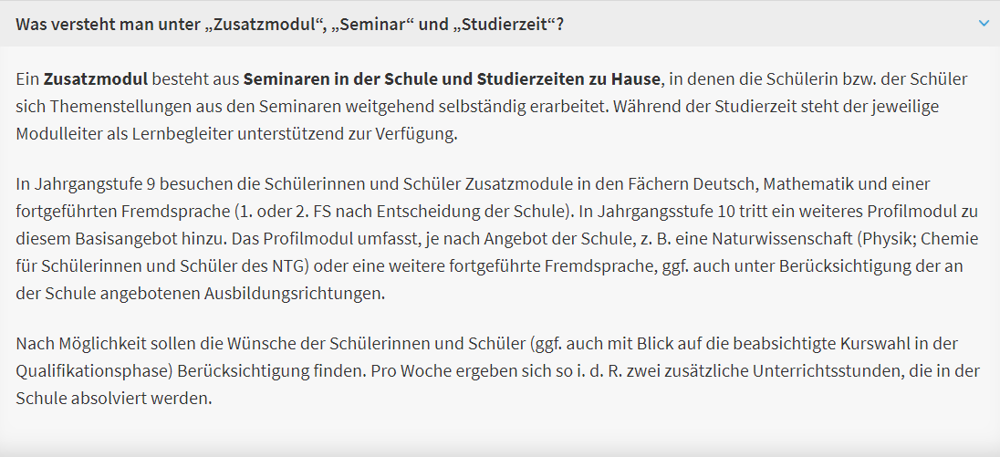 Was versteht man unter „Zusatzmodul“, „Seminar“ und „Studierzeit“?
Ein Zusatzmodul besteht aus Seminaren in der Schule und Studierzeiten zu Hause, in denen die Schülerin bzw. der Schüler
sich Themenstellungen aus den Seminaren weitgehend selbständig erarbeitet. Während der Studierzeit steht der jeweilige
Modulleiter als Lernbegleiter unterstützend zur Verfügung.
In Jahrgangstufe 9 besuchen die Schülerinnen und Schüler Zusatzmodule in den Fächern Deutsch, Mathematik und einer
fortgeführten Fremdsprache (1. oder 2. FS nach Entscheidung der Schule). In Jahrgangsstufe 10 tritt ein weiteres Profilmodul zu
diesem Basisangebot hinzu. Das Profilmodul umfasst, je nach Angebot der Schule, z. B. eine Naturwissenschaft (Physik; Chemie
für Schülerinnen und Schüler des NTG) oder eine weitere fortgeführte Fremdsprache, ggf. auch unter Berücksichtigung der an
der Schule angebotenen Ausbildungsrichtungen.
Nach Möglichkeit sollen die Wünsche der Schülerinnen und Schüler (ggf. auch mit Blick auf die beabsichtigte Kurswahl in der
Qualifikationsphase) Berücksichtigung finden. Pro Woche ergeben sich so i. d. R. zwei zusätzliche Unterrichtsstunden, die in der
Schule absolviert werden.